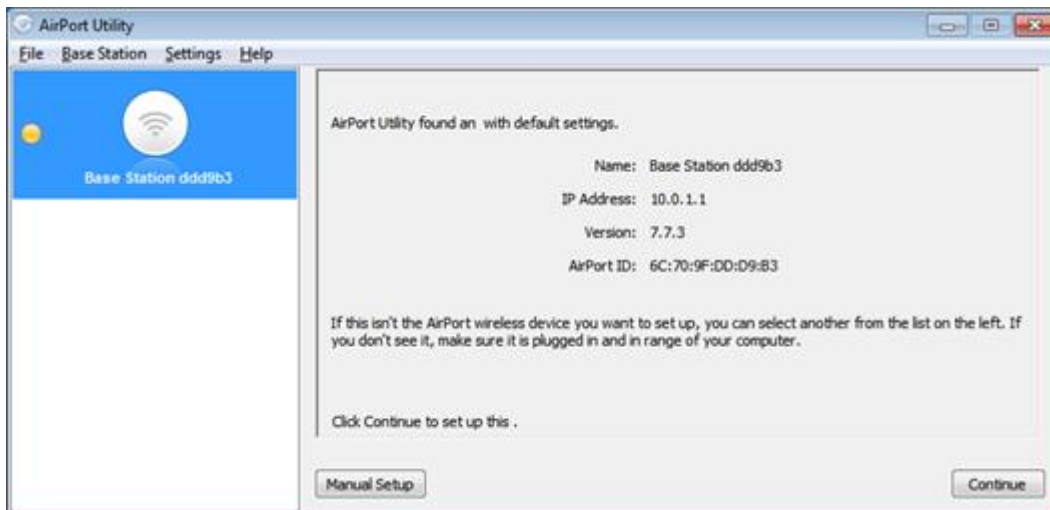 AirPort Utility
File Base Station Settings Help
Base Station ddd9b3
AirPort Utility found an with default settings.
Name: Base Station ddd9b3
IP Address: 10.0.1.1
Version: 7.7.3
AirPort ID: 6C:70:9F:DD:D9:B3
If this isn't the AirPort wireless device you want to set up, you can select another from the list on the left. If
you don't see it, make sure it is plugged in and in range of your computer.
Click Continue to set up this .
Manual Setup Continue